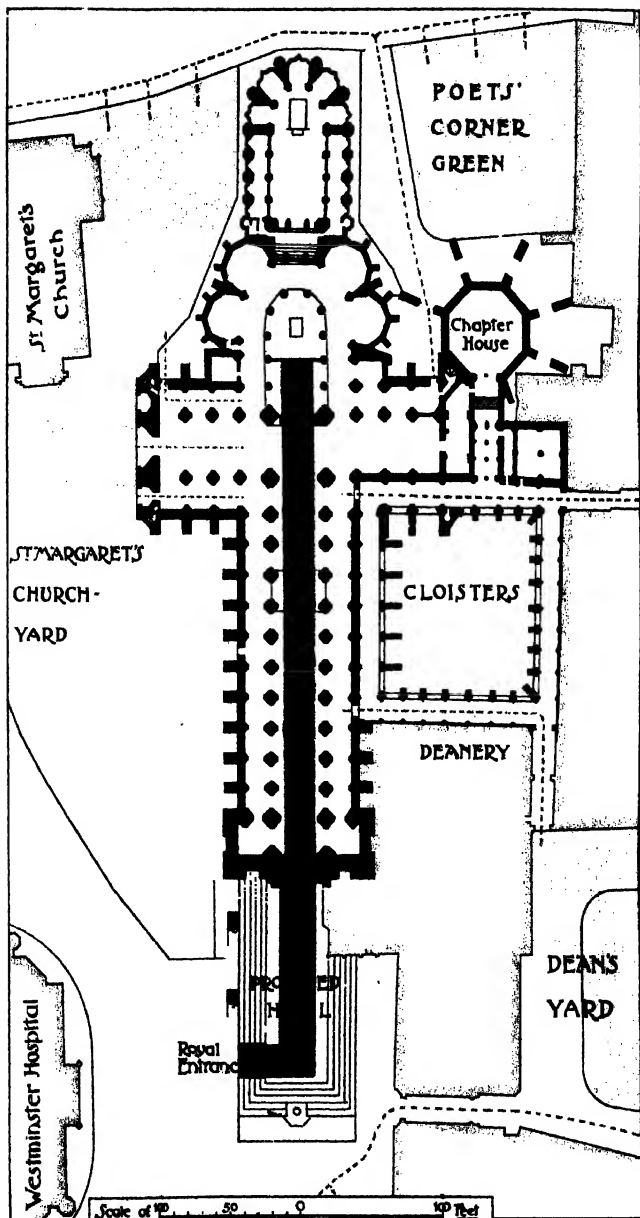 POETS'
CORNER
GREEN
St Margaret's
Church
Chapter
House
ST MARGARET'S
CHURCH-
YARD
CLOISTERS
DEANERY
DEAN'S
YARD
Royal
Entrance
Westminster Hospital
Scale of 100 50 0 100 Feet